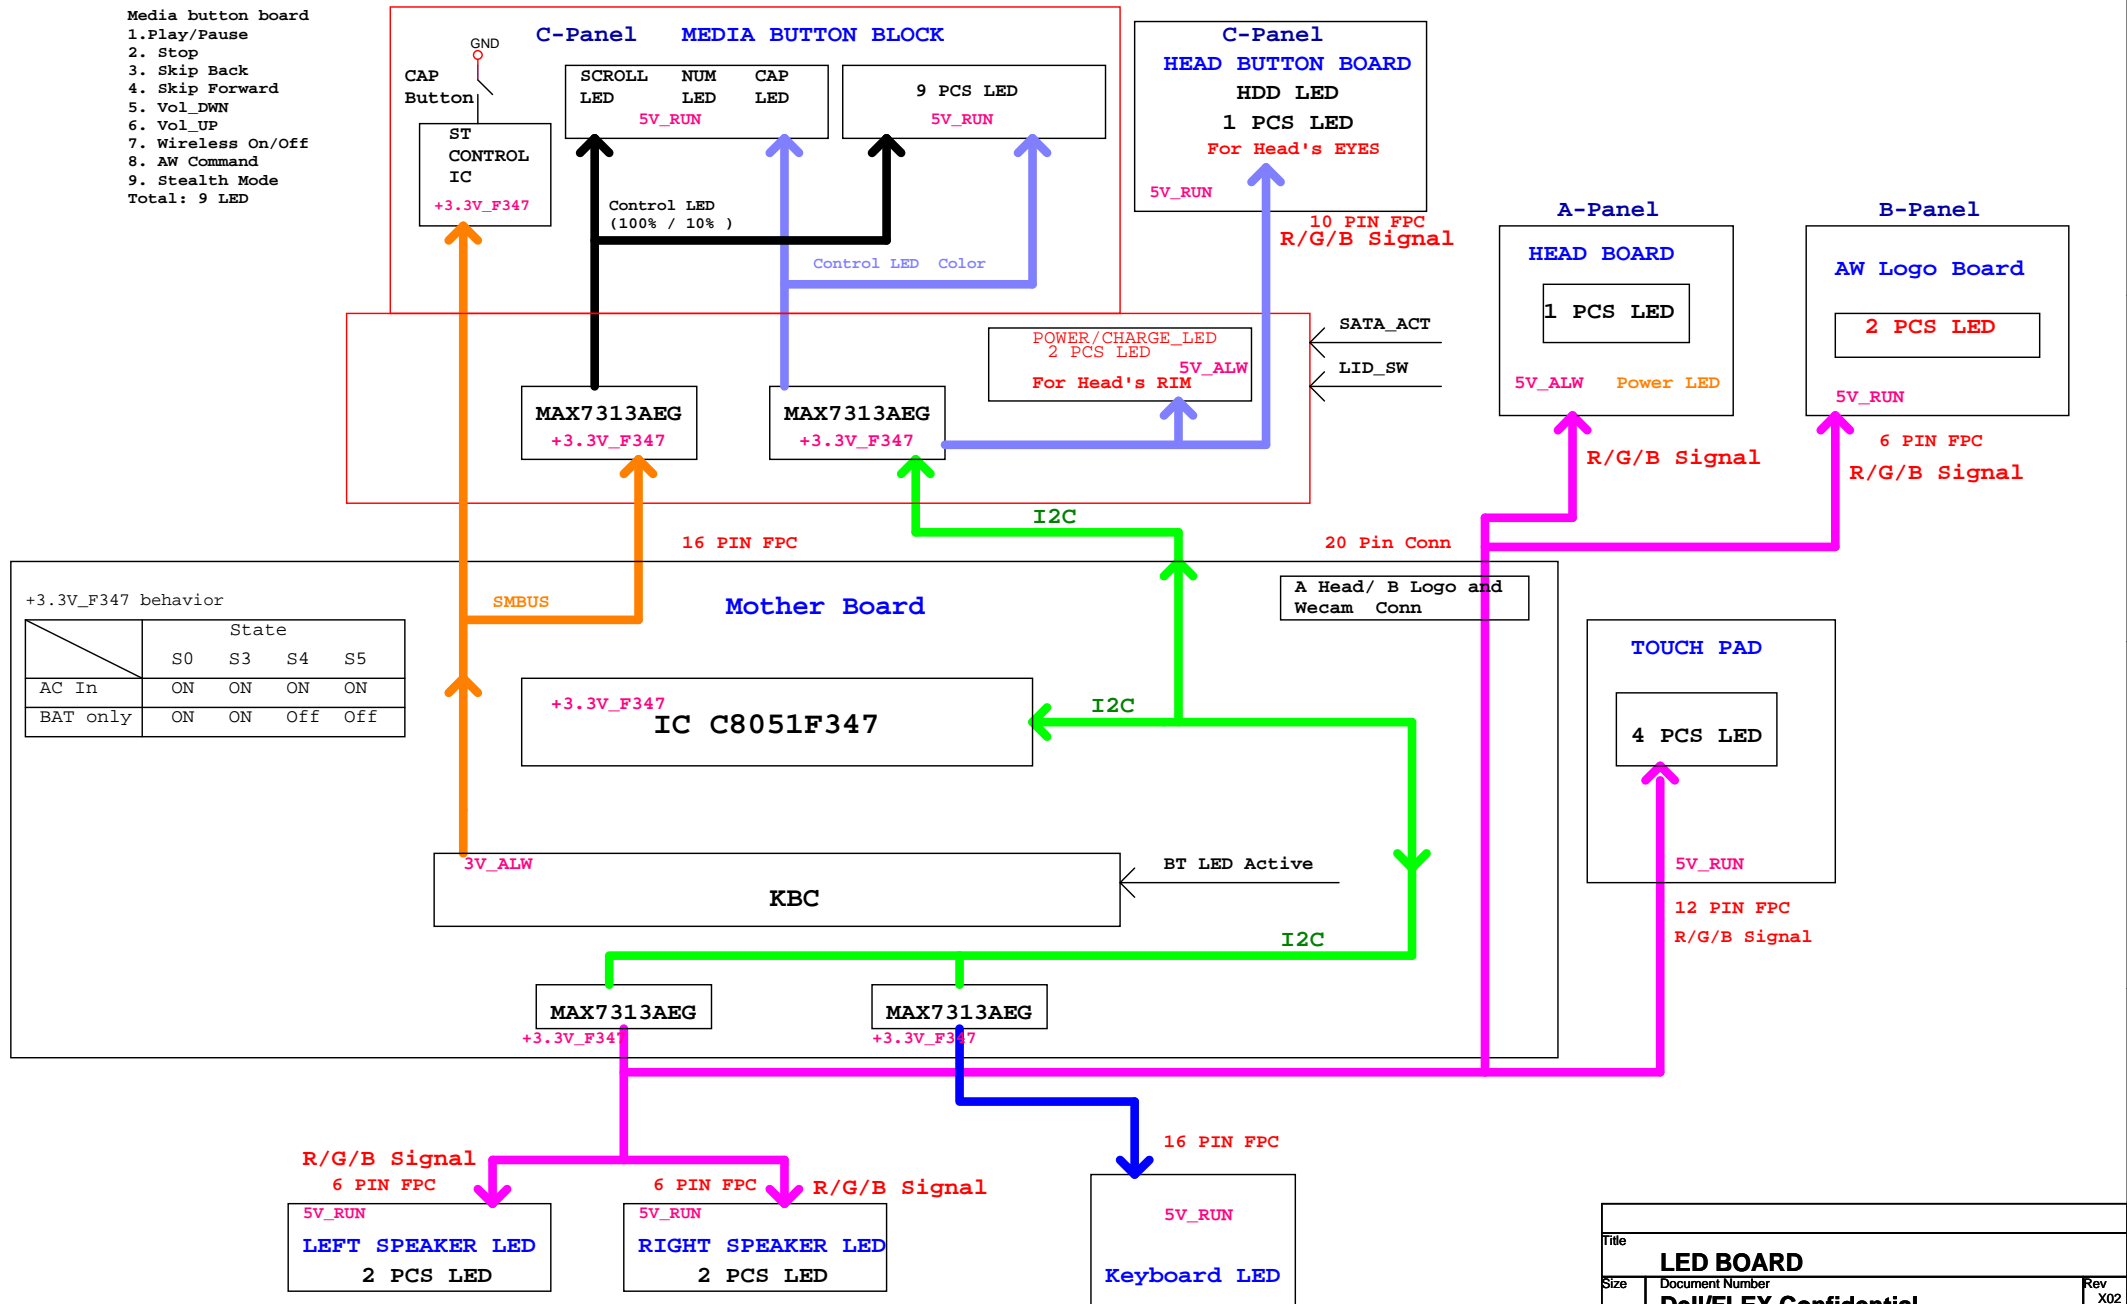 Media button board
1.Play/Pause
2. Stop
3. Skip Back
4. Skip Forward
5. Vol_DWN
6. Vol_UP
7. Wireless On/Off
8. AW Command
9. Stealth Mode
Total: 9 LED
C-Panel MEDIA BUTTON BLOCK
GND
CAP
Button
ST
CONTROL
IC
+3.3V_F347
SCROLL NUM CAP
LED LED LED
5V_RUN
9 PCS LED
5V_RUN
Control LED
(100% / 10% )
Control LED Color
C-Panel
HEAD BUTTON BOARD
HDD LED
1 PCS LED
For Head's EYES
5V_RUN
10 PIN FPC
R/G/B Signal
A-Panel
HEAD BOARD
1 PCS LED
5V_ALW Power LED
R/G/B Signal
B-Panel
AW Logo Board
2 PCS LED
5V_RUN
6 PIN FPC
R/G/B Signal
POWER/CHARGE_LED
2 PCS LED
5V_ALW
For Head's RIM
SATA_ACT
LID_SW
MAX7313AEG
+3.3V_F347
MAX7313AEG
+3.3V_F347
I2C
16 PIN FPC
20 Pin Conn
A Head/ B Logo and
Wecam Conn
Mother Board
SMBUS
+3.3V_F347 behavior
State
S0 S3 S4 S5
AC In ON ON ON ON
BAT only ON ON Off Off
+3.3V_F347
IC C8051F347
I2C
TOUCH PAD
4 PCS LED
5V_RUN
12 PIN FPC
R/G/B Signal
3V_ALW
KBC
BT LED Active
I2C
MAX7313AEG
+3.3V_F347
MAX7313AEG
+3.3V_F347
16 PIN FPC
R/G/B Signal
6 PIN FPC
6 PIN FPC
R/G/B Signal
5V_RUN
LEFT SPEAKER LED
2 PCS LED
5V_RUN
RIGHT SPEAKER LED
2 PCS LED
5V_RUN
Keyboard LED
Title
LED BOARD
Size Document Number Rev
Dell/FLEX Confidential X02